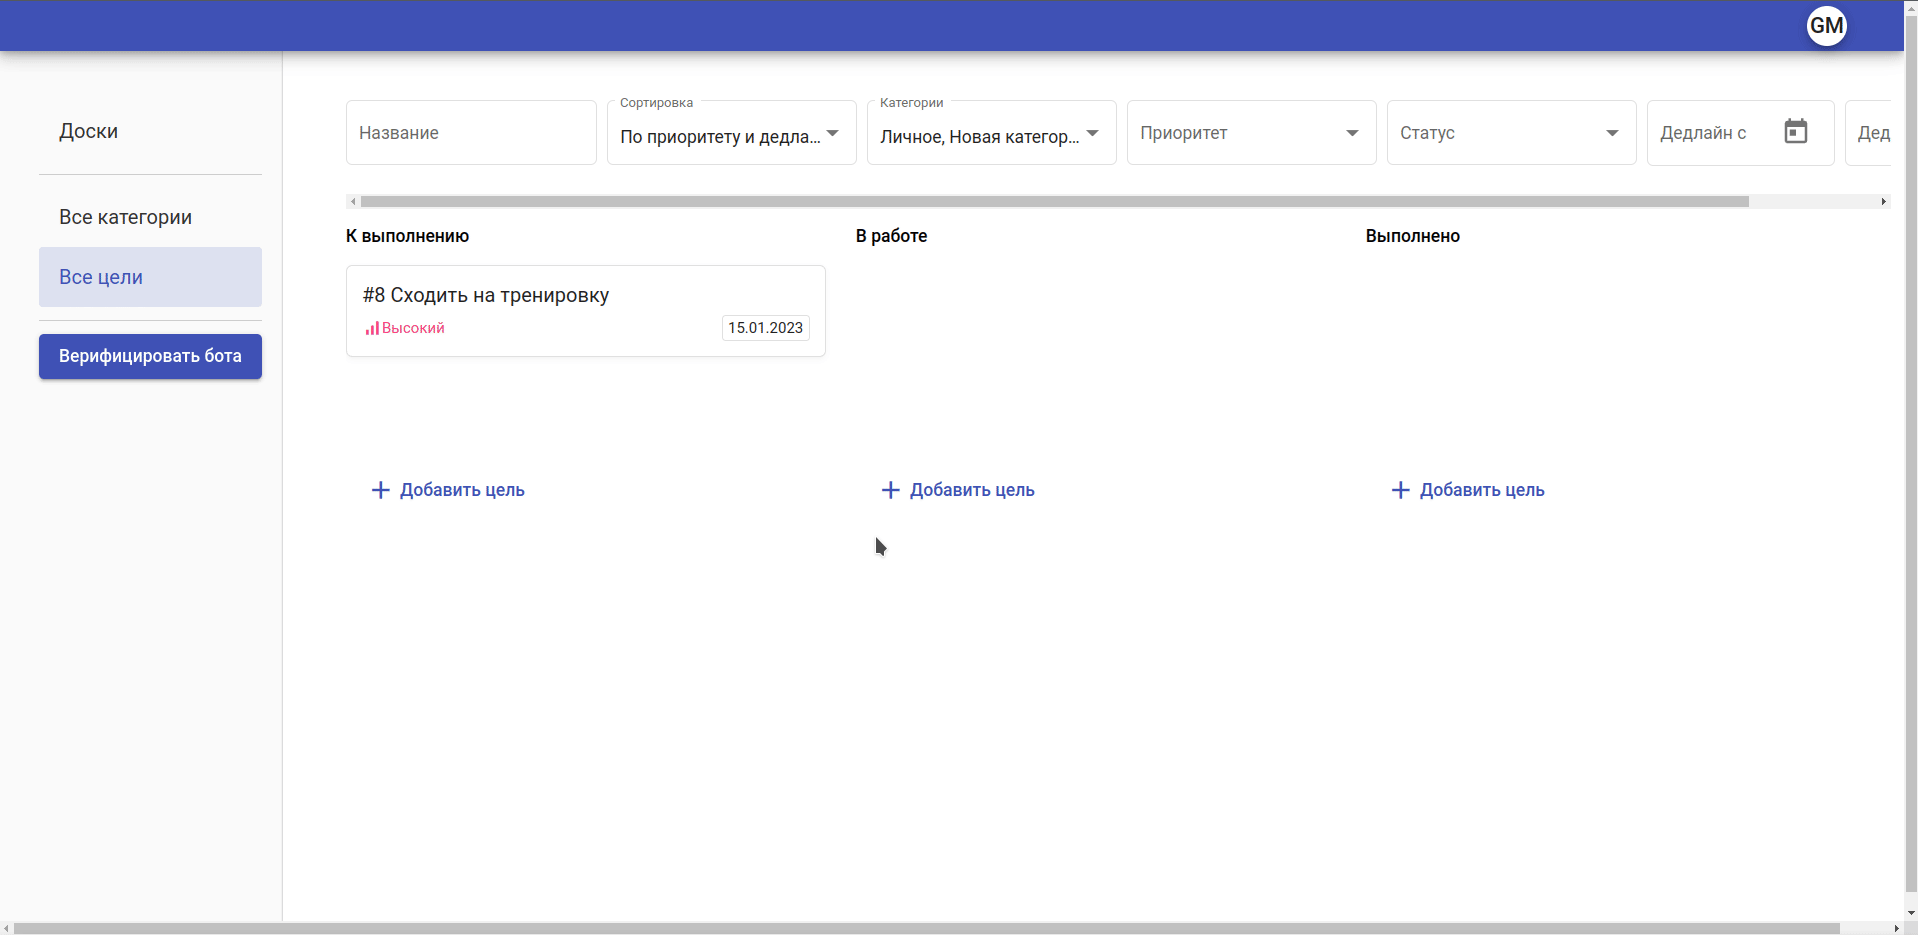 GM
Доски
Все категории
Все цели
Верифицировать бота
Название
Сортировка
По приоритету и дедла...
Категории
Личное, Новая категор...
Приоритет
Статус
Дедлайн с
Дед
К выполнению
В работе
Выполнено
#8 Сходить на тренировку
Высокий
15.01.2023
Добавить цель
Добавить цель
Добавить цель